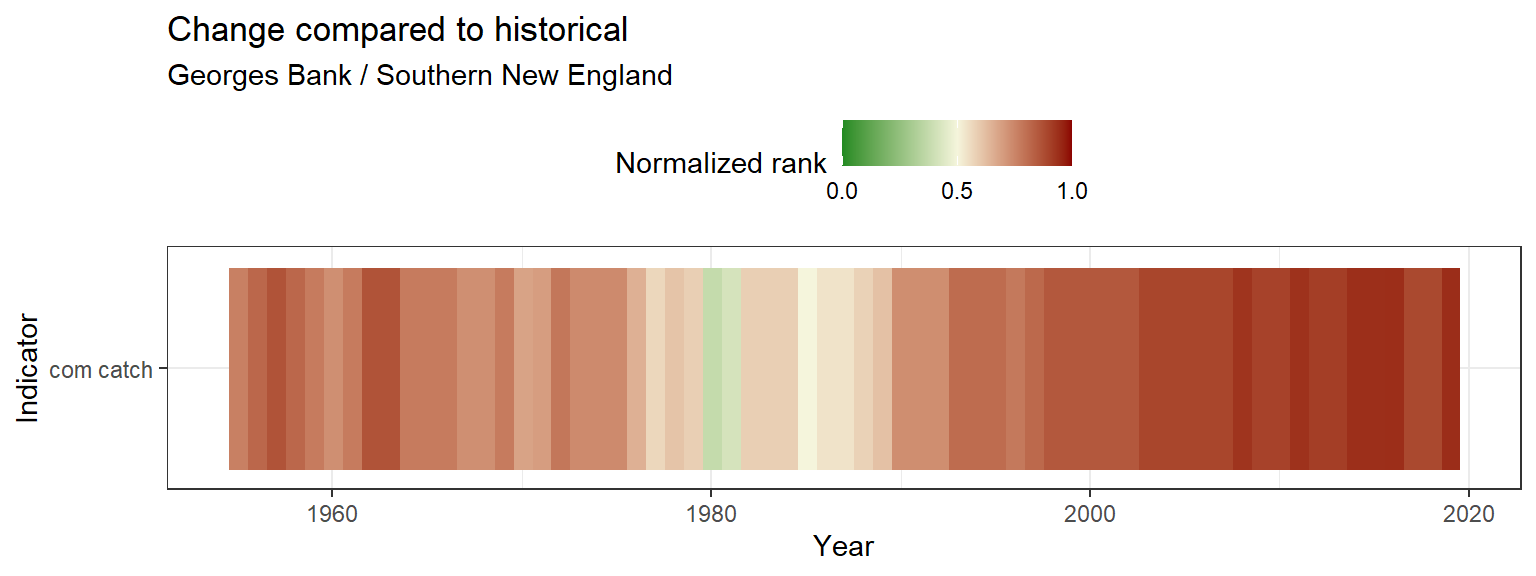 Change compared to historical
Georges Bank / Southern New England
Normalized rank
0.0 0.5 1.0
Indicator
com catch
1960 1980 2000 2020
Year